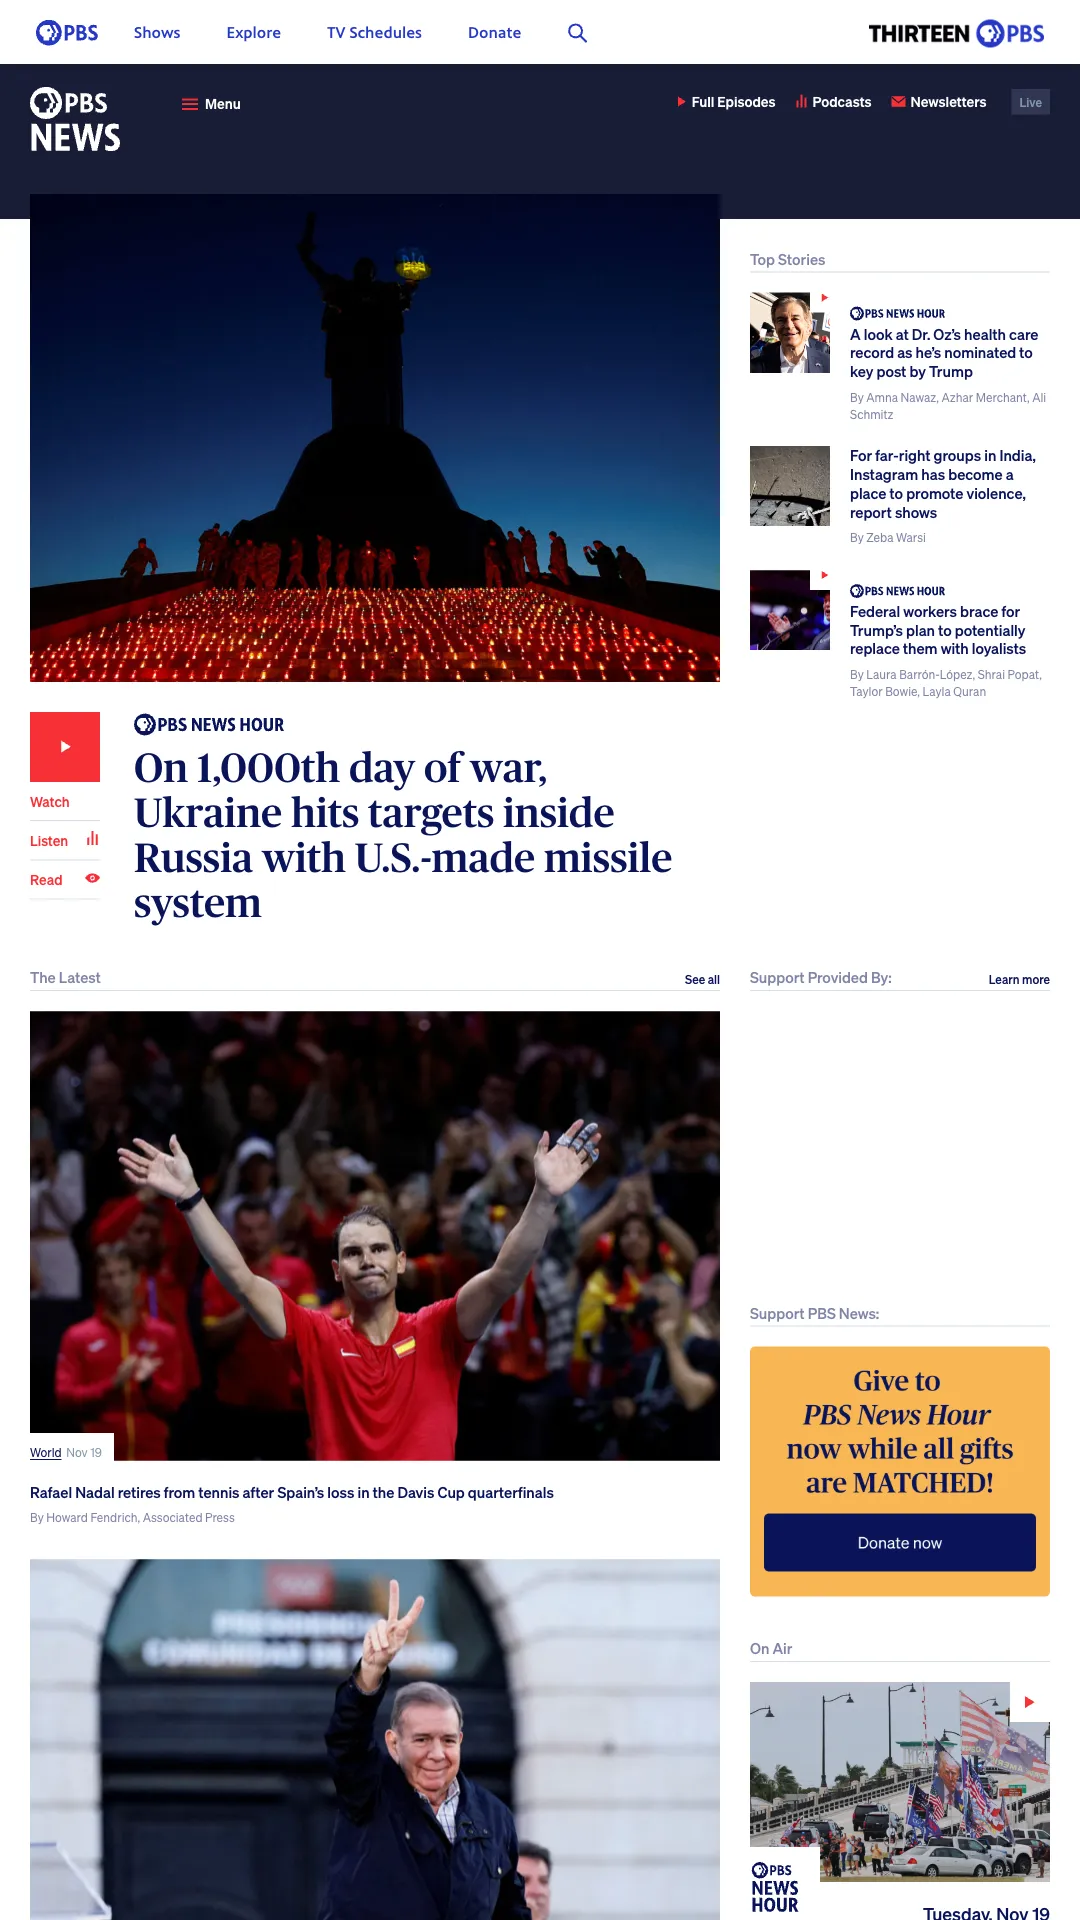 PBS
Shows
Explore
TV Schedules
Donate
THIRTEEN PBS
PBS
NEWS
Menu
Full Episodes
Podcasts
Newsletters
Live
Top Stories
PBS NEWS HOUR
A look at Dr. Oz’s health care
record as he’s nominated to
key post by Trump
By Amna Nawaz, Azhar Merchant, Ali
Schmitz
For far-right groups in India,
Instagram has become a
place to promote violence,
report shows
By Zeba Warsi
PBS NEWS HOUR
Federal workers brace for
Trump’s plan to potentially
replace them with loyalists
By Laura Barrón-López, Shrai Popat,
Taylor Bowie, Layla Quran
Watch
Listen
Read
PBS NEWS HOUR
On 1,000th day of war,
Ukraine hits targets inside
Russia with U.S.-made missile
system
The Latest
See all
World Nov 19
Rafael Nadal retires from tennis after Spain’s loss in the Davis Cup quarterfinals
By Howard Fendrich, Associated Press
PRESIDENCIA
COMUNIDAD DE
Support Provided By:
Learn more
Support PBS News:
Give to
PBS News Hour
now while all gifts
are MATCHED!
Donate now
On Air
PBS
NEWS
HOUR
Tuesday, Nov 19